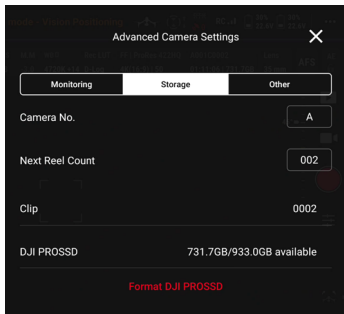 Advanced Camera Settings
Monitoring Storage Other
Camera No. A
Next Reel Count 002
Clip 0002
DJI PROSSD 731.7GB/933.0GB available
Format DJI PROSSD